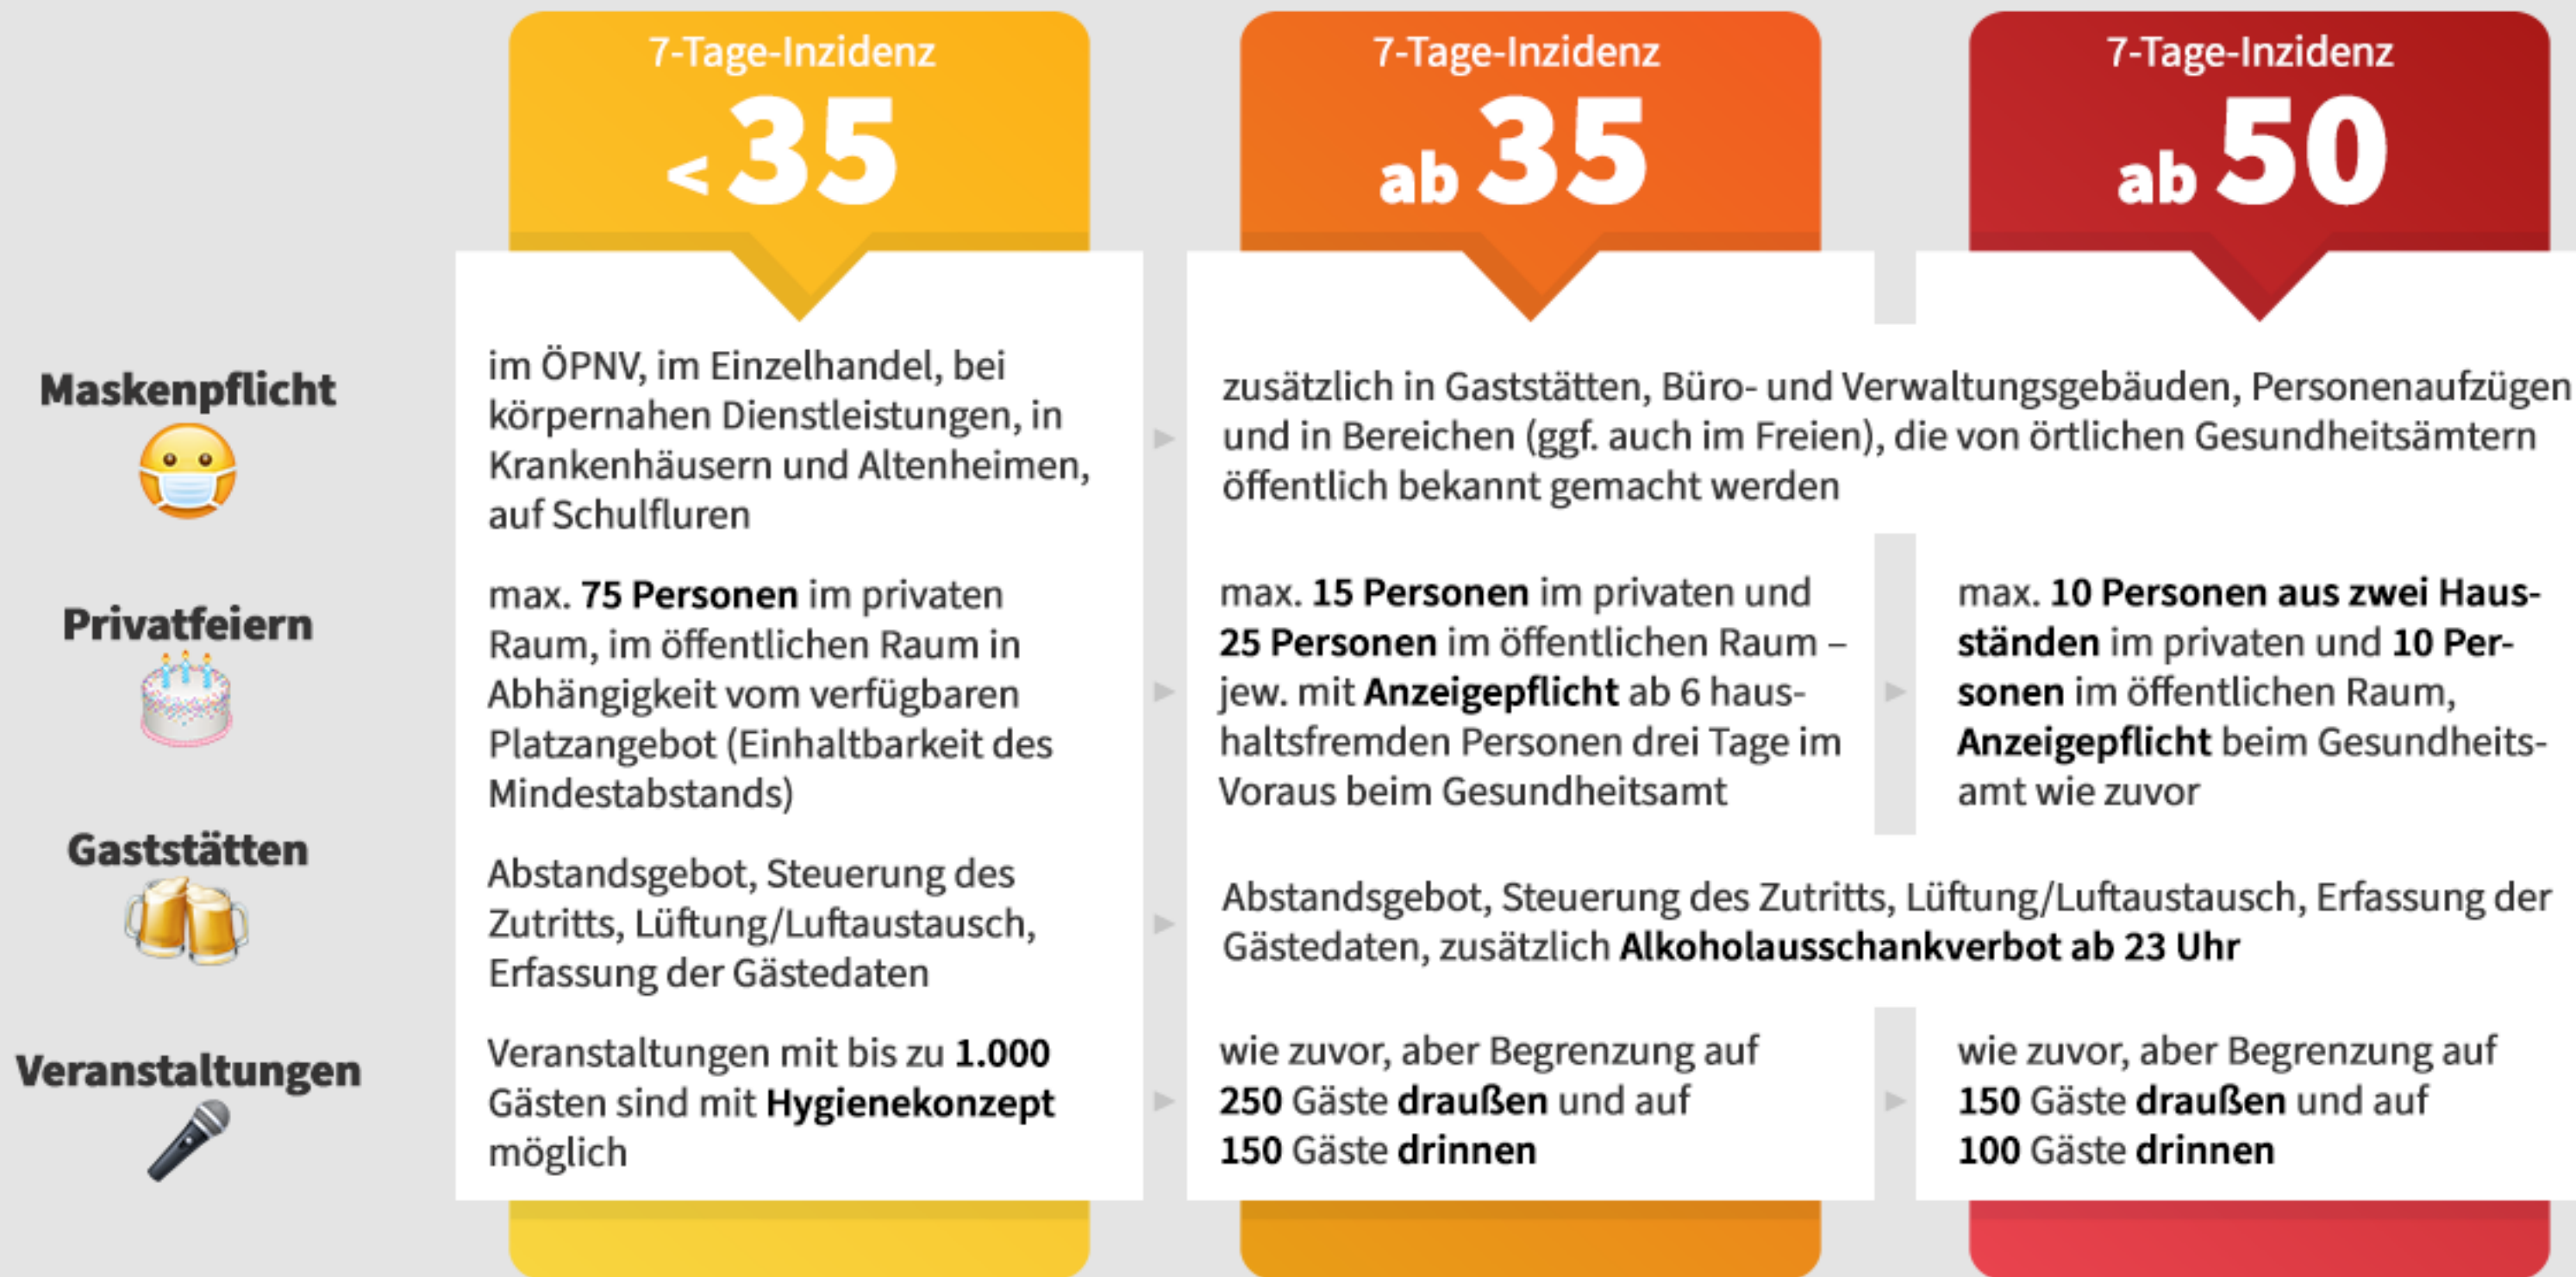 7-Tage-Inzidenz
< 35
7-Tage-Inzidenz
ab 35
7-Tage-Inzidenz
ab 50
Maskenpflicht
im ÖPNV, im Einzelhandel, bei
körpernahen Dienstleistungen, in
Krankenhäusern und Altenheimen,
auf Schulfluren
zusätzlich in Gaststätten, Büro- und Verwaltungsgebäuden, Personenaufzügen
und in Bereichen (ggf. auch im Freien), die von örtlichen Gesundheitsämtern
öffentlich bekannt gemacht werden
Privatfeiern
max. 75 Personen im privaten
Raum, im öffentlichen Raum in
Abhängigkeit vom verfügbaren
Platzangebot (Einhaltbarkeit des
Mindestabstands)
max. 15 Personen im privaten und
25 Personen im öffentlichen Raum –
jew. mit Anzeigepflicht ab 6 haus-
haltsfremden Personen drei Tage im
Voraus beim Gesundheitsamt
max. 10 Personen aus zwei Haus-
ständen im privaten und 10 Per-
sonen im öffentlichen Raum,
Anzeigepflicht beim Gesundheits-
amt wie zuvor
Gaststätten
Abstandsgebot, Steuerung des
Zutritts, Lüftung/Luftaustausch,
Erfassung der Gästedaten
Abstandsgebot, Steuerung des Zutritts, Lüftung/Luftaustausch, Erfassung der
Gästedaten, zusätzlich Alkoholausschankverbot ab 23 Uhr
Veranstaltungen
Veranstaltungen mit bis zu 1.000
Gästen sind mit Hygienekonzept
möglich
wie zuvor, aber Begrenzung auf
250 Gäste draußen und auf
150 Gäste drinnen
wie zuvor, aber Begrenzung auf
150 Gäste draußen und auf
100 Gäste drinnen